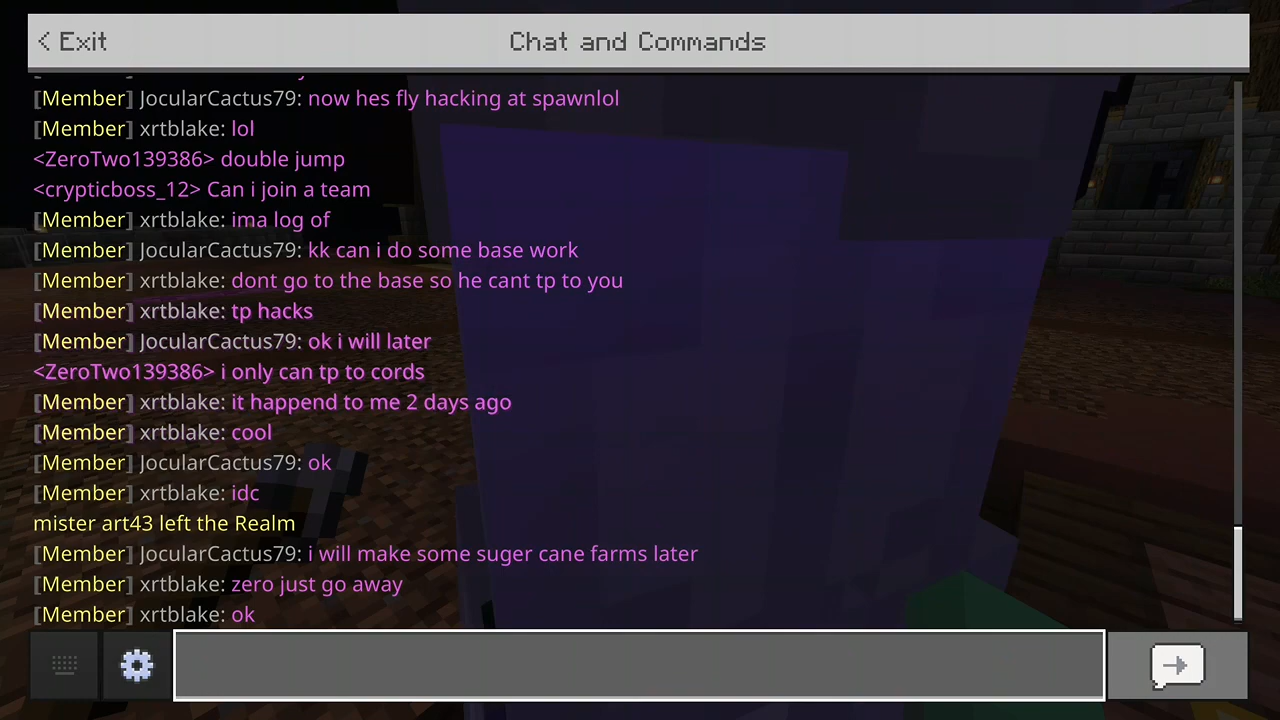 < Exit
Chat and Commands
[Member] JocularCactus79: now hes fly hacking at spawnlol
[Member] xrtblake: lol
<ZeroTwo139386> double jump
<crypticboss_12> Can i join a team
[Member] xrtblake: ima log of
[Member] JocularCactus79: kk can i do some base work
[Member] xrtblake: dont go to the base so he cant tp to you
[Member] xrtblake: tp hacks
[Member] JocularCactus79: ok i will later
<ZeroTwo139386> i only can tp to cords
[Member] xrtblake: it happend to me 2 days ago
[Member] xrtblake: cool
[Member] JocularCactus79: ok
[Member] xrtblake: idc
mister art43 left the Realm
[Member] JocularCactus79: i will make some suger cane farms later
[Member] xrtblake: zero just go away
[Member] xrtblake: ok